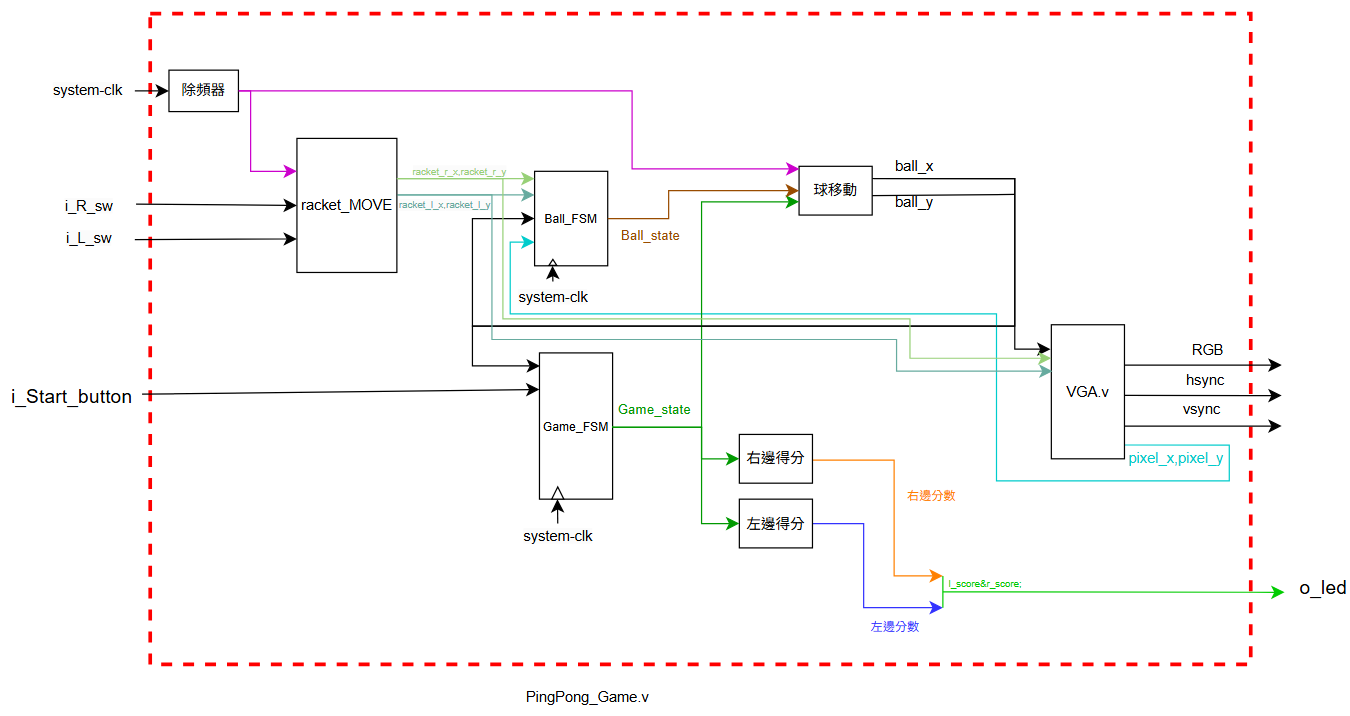 system-clk
除頻器
racket_MOVE
i_R_sw
i_L_sw
racket_r_x,racket_r_y
racket_l_x,racket_l_y
Ball_FSM
system-clk
Ball_state
球移動
ball_x
ball_y
i_Start_button
Game_FSM
system-clk
Game_state
VGA.v
RGB
hsync
vsync
pixel_x,pixel_y
右邊得分
左邊得分
右邊分數
左邊分數
l_score&r_score;
o_led
PingPong_Game.v